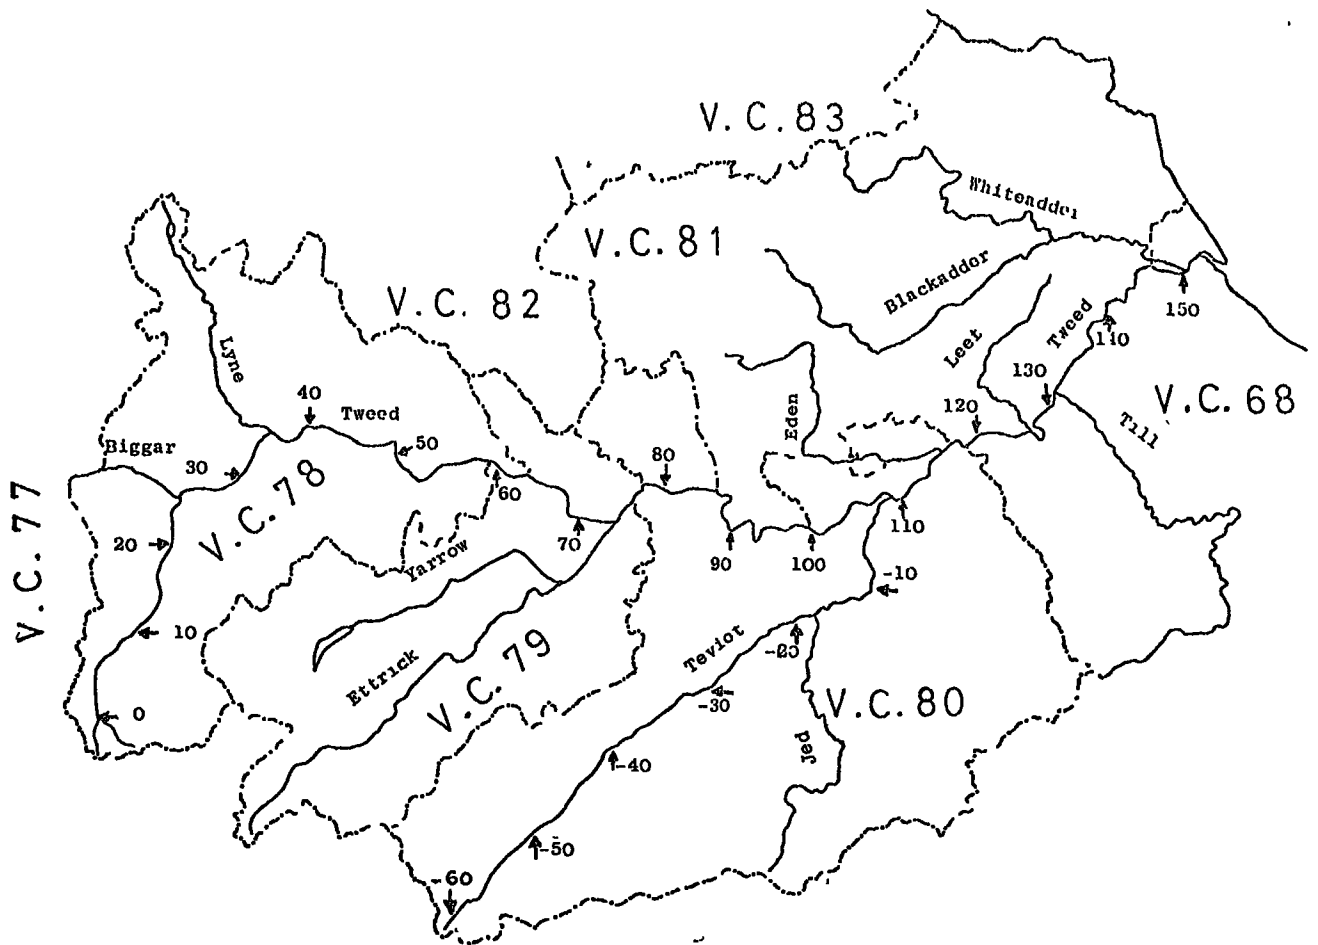 V.C.83
Whiteadder
V.C.81
Blackadder
V.C. 82
150
Tweed
140
Leet
Lyne
130
V.C.68
40
Tweed
Eden
120
Till
50
Biggar
30
80
V.C.78
60
110
V.C.77
20
70
90
100
Yarrow
-10
10
Teviot
-20
Ettrick
V.C.79
-30
V.C.80
0
Jed
-40
-50
-60